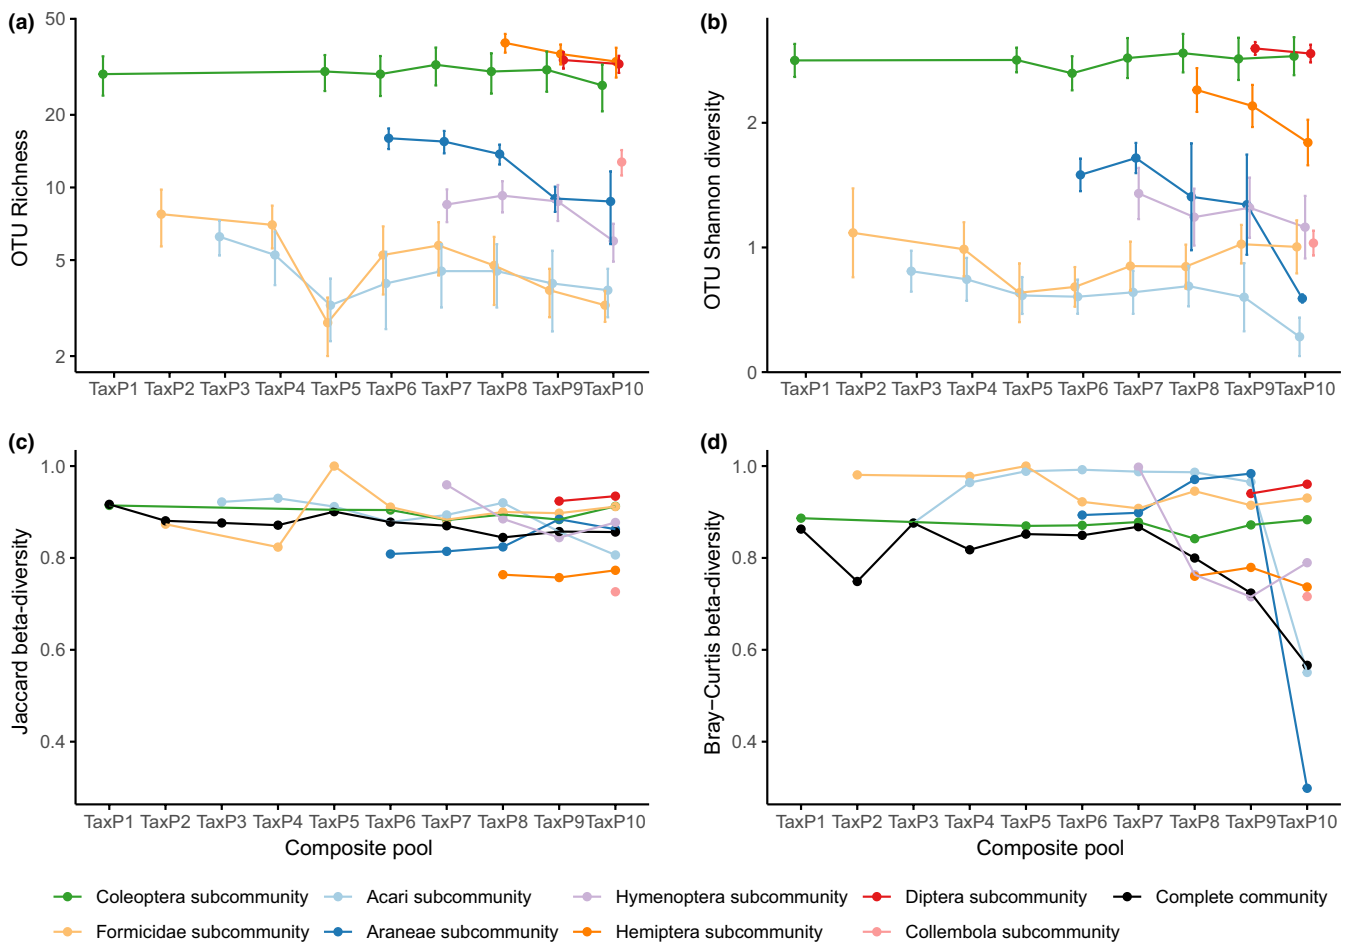 (a)
OTU Richness
50
20
10
5
2
TaxP1 TaxP2 TaxP3 TaxP4 TaxP5 TaxP6 TaxP7 TaxP8 TaxP9 TaxP10
(b)
OTU Shannon diversity
2
1
0
TaxP1 TaxP2 TaxP3 TaxP4 TaxP5 TaxP6 TaxP7 TaxP8 TaxP9 TaxP10
(c)
Jaccard beta-diversity
1.0
0.8
0.6
0.4
TaxP1 TaxP2 TaxP3 TaxP4 TaxP5 TaxP6 TaxP7 TaxP8 TaxP9 TaxP10
Composite pool
(d)
Bray−Curtis beta-diversity
1.0
0.8
0.6
0.4
TaxP1 TaxP2 TaxP3 TaxP4 TaxP5 TaxP6 TaxP7 TaxP8 TaxP9 TaxP10
Composite pool
Coleoptera subcommunity Acari subcommunity Hymenoptera subcommunity Diptera subcommunity Complete community
Formicidae subcommunity Araneae subcommunity Hemiptera subcommunity Collembola subcommunity